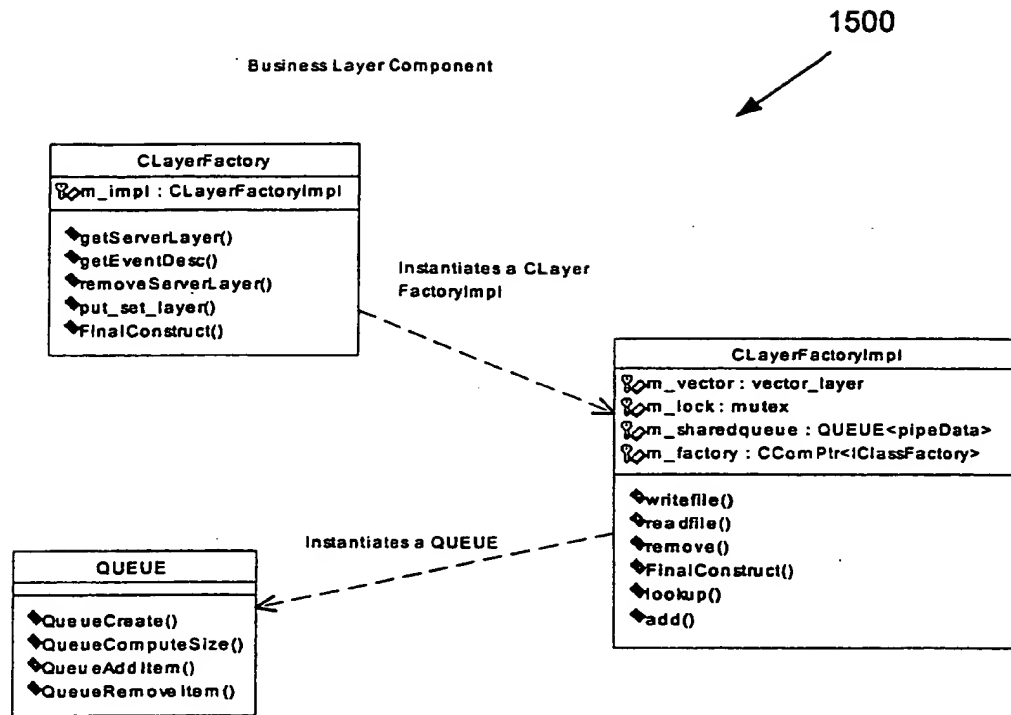 1500
Business Layer Component
CLayerFactory
m_impl : CLayerFactoryImpl
getServerLayer()
getEventDesc()
removeServerLayer()
put_set_layer()
FinalConstruct()
Instantiates a CLayer
FactoryImpl
CLayerFactoryImpl
m_vector : vector_layer
m_lock : mutex
m_sharedqueue : QUEUE<pipeData>
m_factory : CComPtr<IClassFactory>
writefile()
readfile()
remove()
FinalConstruct()
lookup()
add()
Instantiates a QUEUE
QUEUE
QueueCreate()
QueueComputeSize()
QueueAddItem()
QueueRemoveItem()